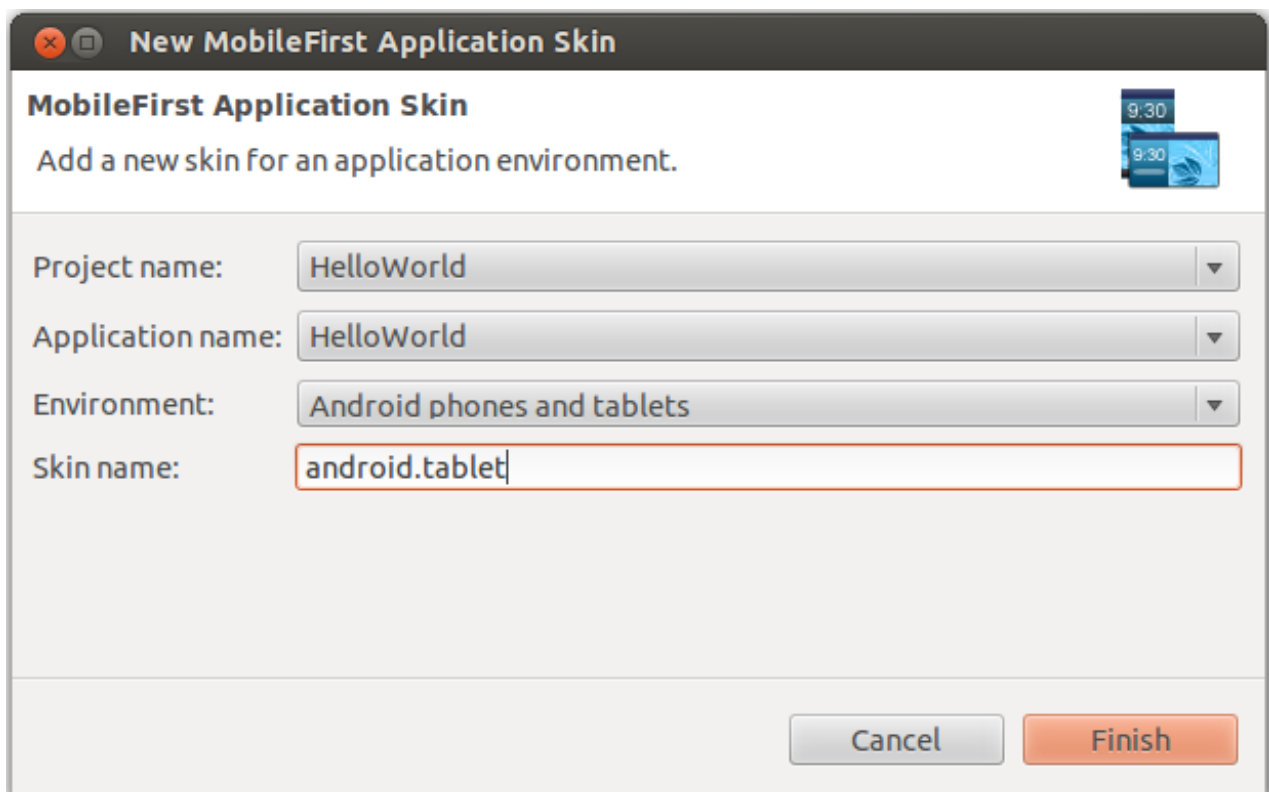 New MobileFirst Application Skin
MobileFirst Application Skin
Add a new skin for an application environment.
9:30
9:30
Project name: HelloWorld
Application name: HelloWorld
Environment: Android phones and tablets
Skin name: android.tablet
Cancel Finish